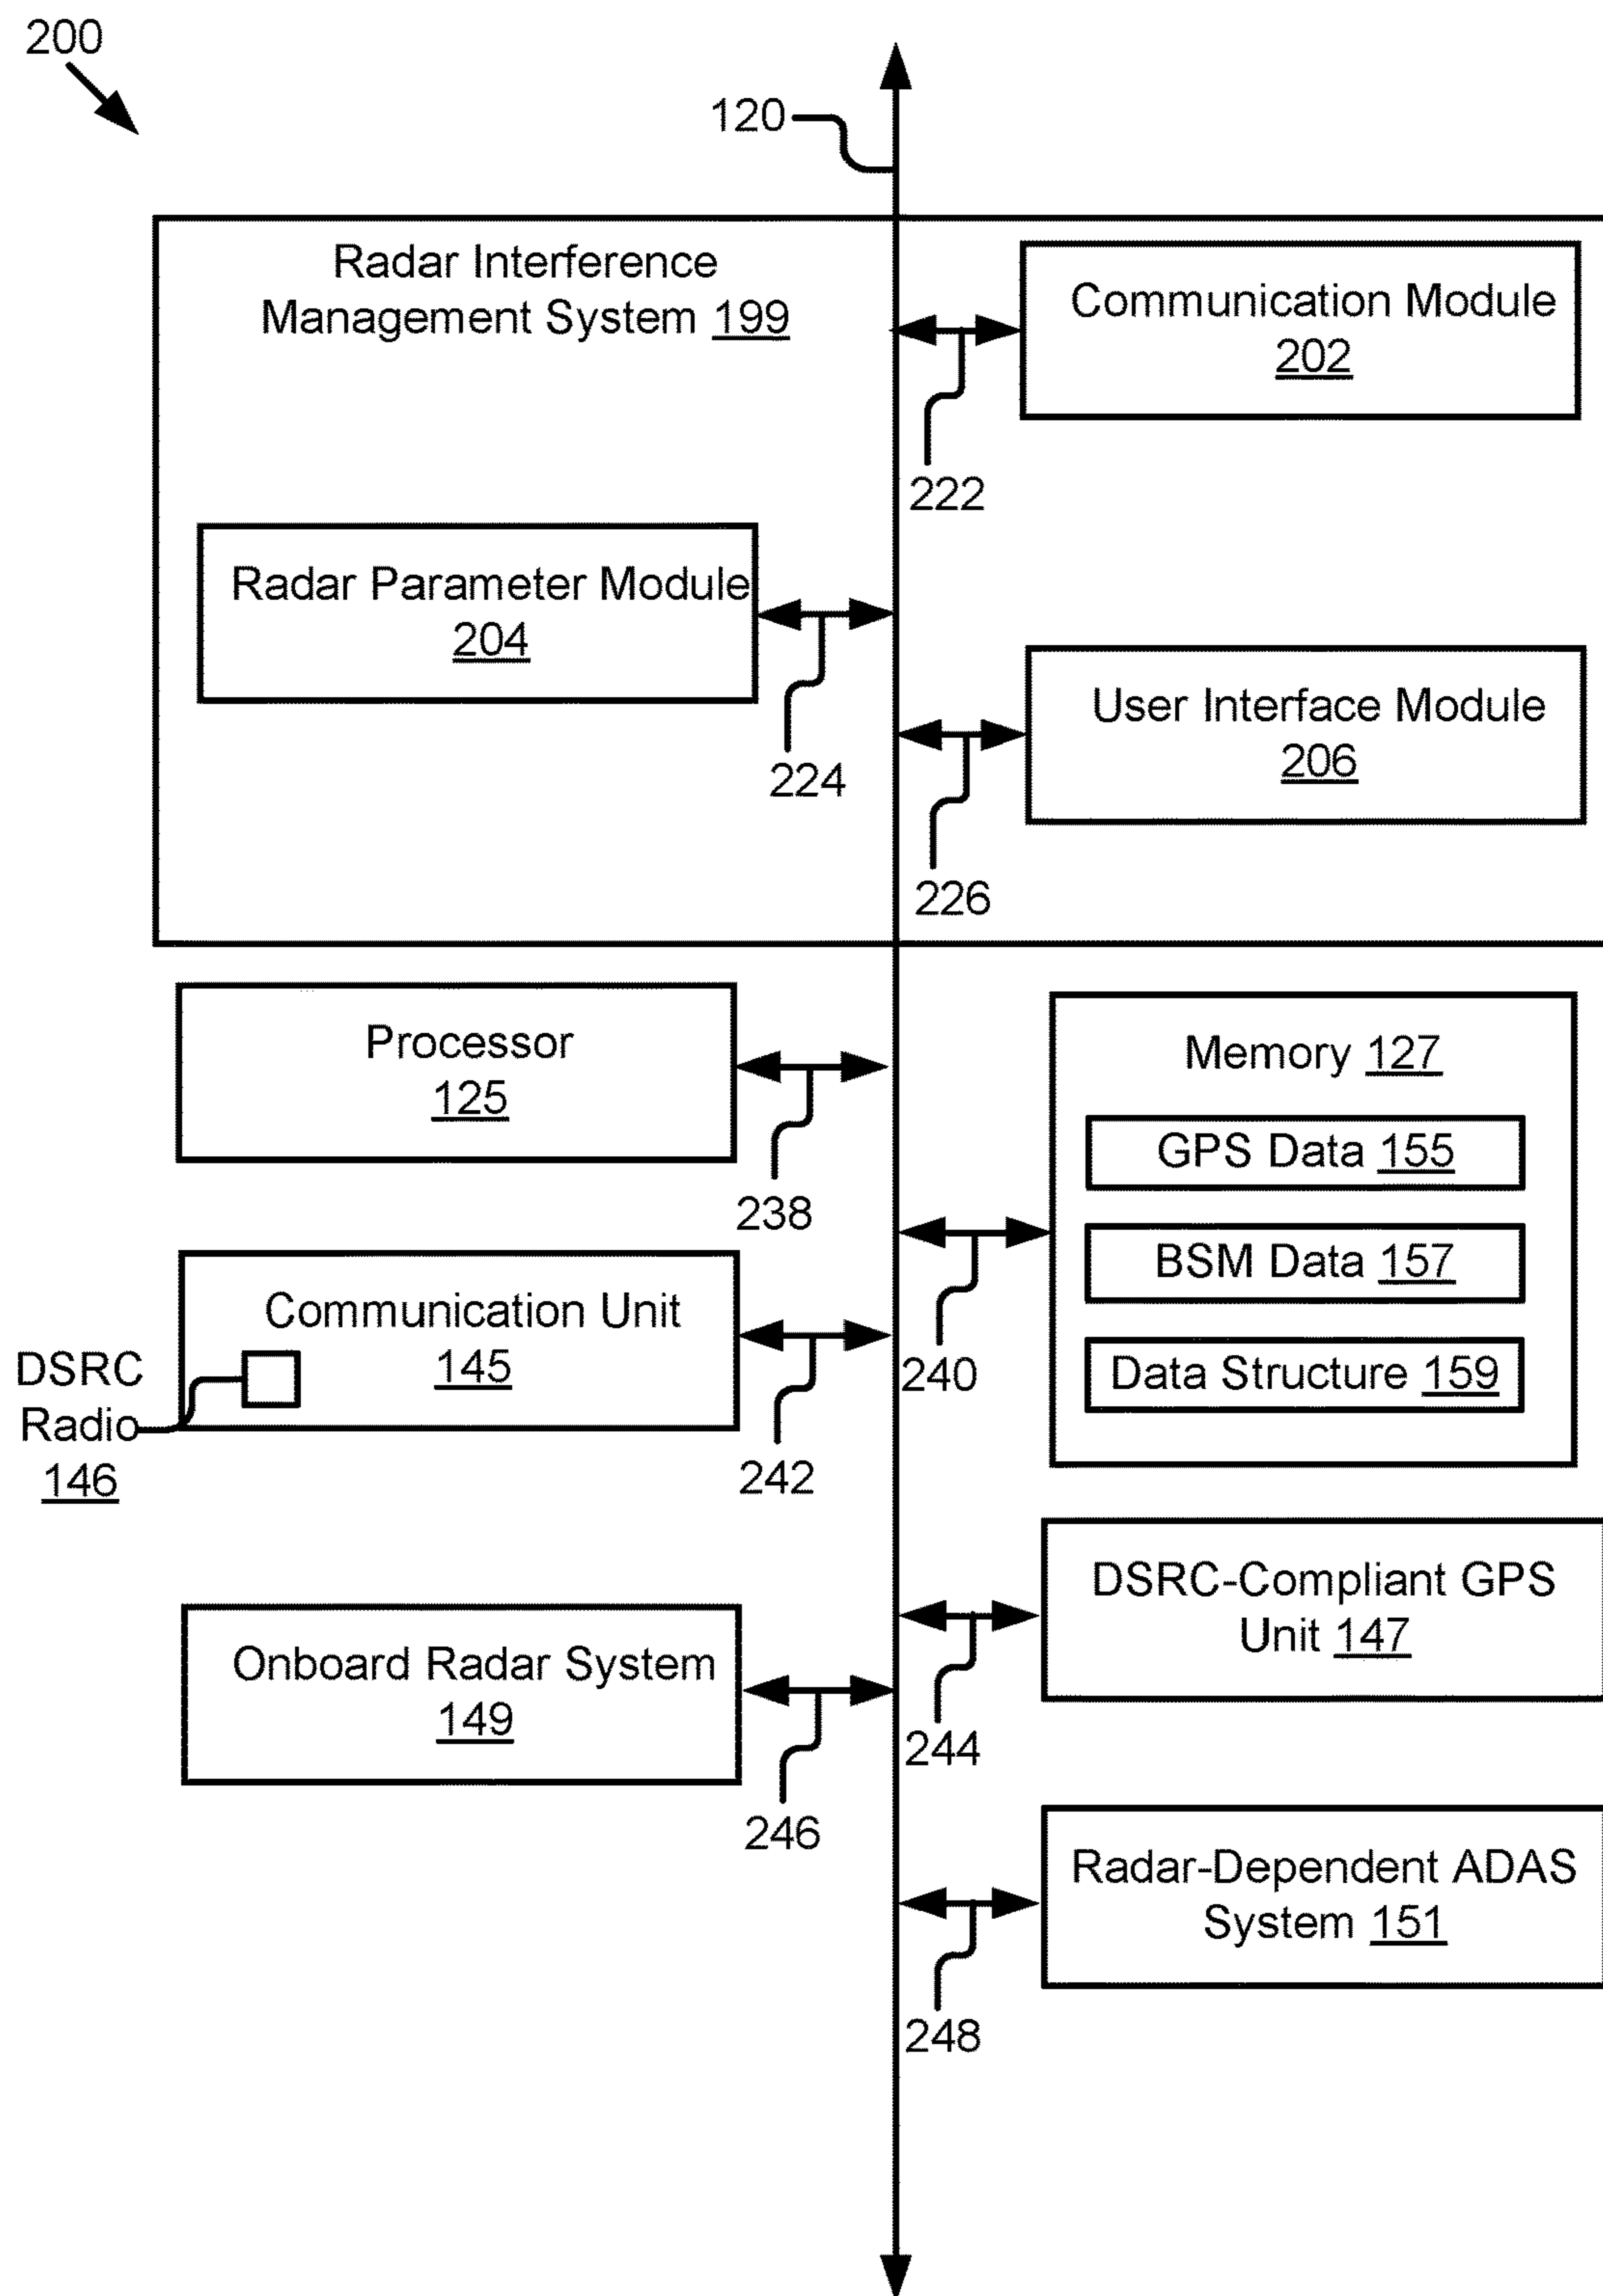 200
120
Radar Interference
Management System 199
Communication Module
202
222
Radar Parameter Module
204
224
User Interface Module
206
226
Processor
125
238
Memory 127
GPS Data 155
BSM Data 157
Data Structure 159
240
Communication Unit
145
DSRC
Radio
146
242
DSRC-Compliant GPS
Unit 147
244
Onboard Radar System
149
246
Radar-Dependent ADAS
System 151
248